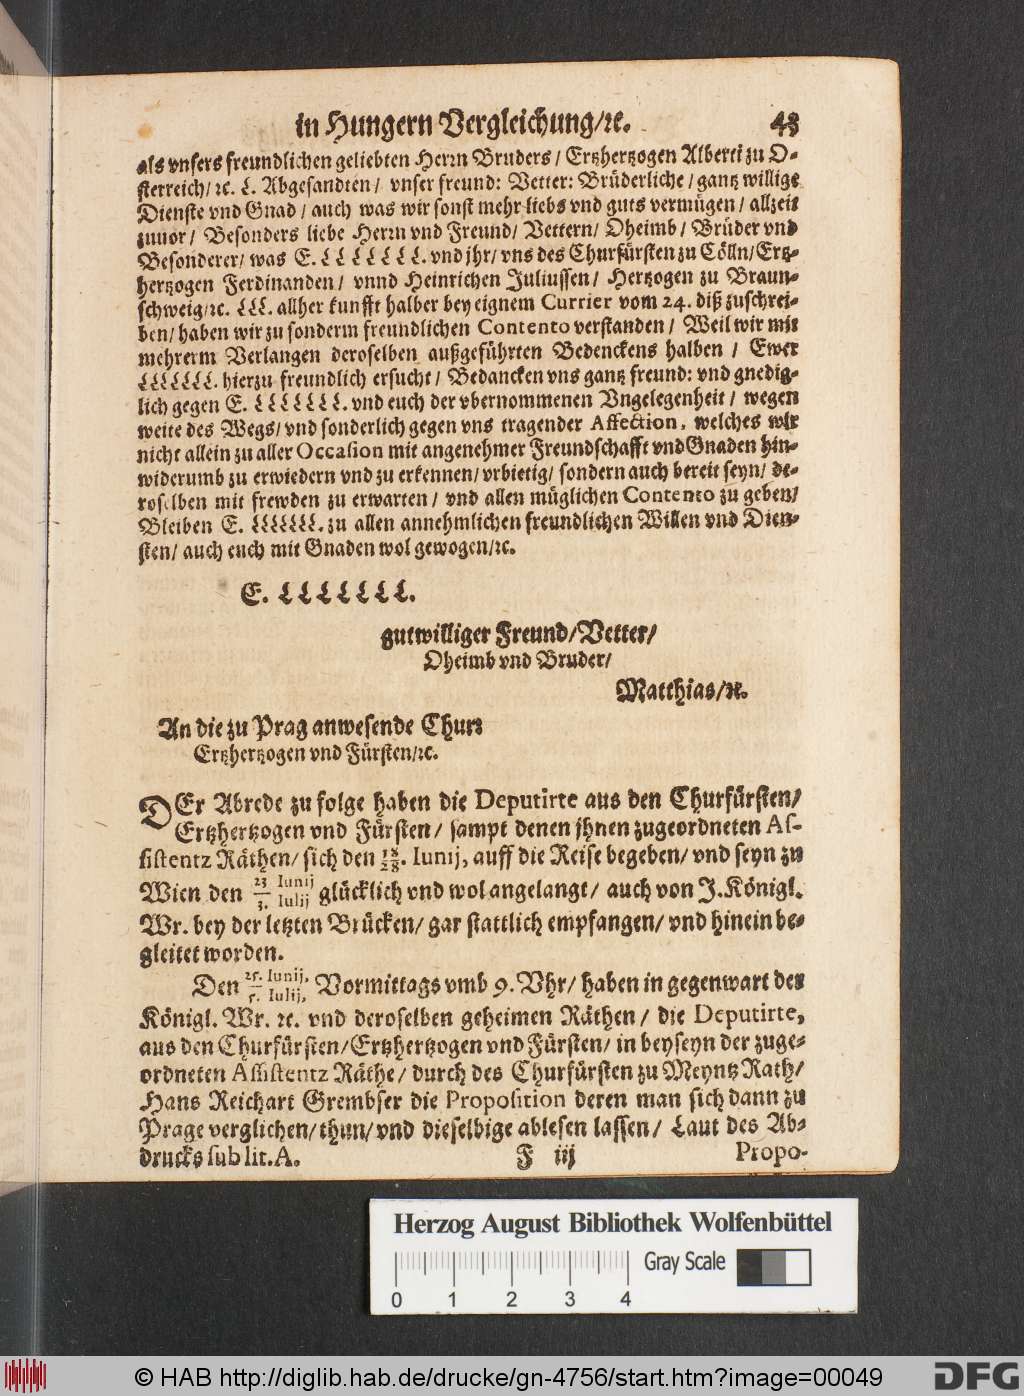 in Hungern Vergleichung/ꝛc. 43
als vnsers freundlichen geliebten Herrn Bruders / Ertzhertzogen Alberti zu O-
sterreich/ ꝛc. L. Abgesandten / vnser freund: Vetter: Brüderliche / gantz willige
Dienste vnd Gnad / auch was wir sonst mehr liebs vnd guts vermügen / allzeit
zuuor / Besonders liebe Herrn vnd Freund / Vettern / Oheimb / Brüder vnd
Besonderer/ was E. L L L L L L L. vnd jhr/ vns des Churfürsten zu Cölln/ Ertz-
hertzogen Ferdinanden / vnnd Heinrichen Juliussen / Hertzogen zu Braun-
schweig/ꝛc. L L L. allher kunfft halber bey eignem Currier vom 24. diß zuschrei-
ben/ haben wir zu sonderm freundlichen Contento verstanden / Weil wir mit
mehrerm Verlangen deroselben außgeführten Bedenckens halben / Ewer
L L L L L L L. hierzu freundlich ersucht / Bedancken vns gantz freund: vnd gnedig-
lich gegen E. L L L L L L L. vnd euch der vbernommenen Vngelegenheit / wegen
weite des Wegs/ vnd sonderlich gegen vns tragender Affection, welches wir
nicht allein zu aller Occasion mit angenehmer Freundschafft vnd Gnaden hin-
widerumb zu erwiedern vnd zu erkennen/ vrbietig/ sondern auch bereit seyn/ de-
roselben mit frewden zu erwarten / vnd allen müglichen Contento zu geben/
Bleiben E. L L L L L L L. zu allen annehmlichen freundlichen Willen vnd Dien-
sten/ auch euch mit Gnaden wol gewogen/ꝛc.
E. L L L L L L L.
gutwilliger Freund/ Vetter/
Oheimb vnd Bruder/
Matthias/ꝛc.
An die zu Prag anwesende Chur:
Ertzhertzogen vnd Fürsten/ꝛc.
DEr Abrede zu folge haben die Deputirte aus den Churfürsten/
Ertzhertzogen vnd Fürsten / sampt denen jhnen zugeordneten As-
sistentz Räthen/ sich den 18/28. Iunij, auff die Reise begeben/ vnd seyn zu
Wien den 23 Iunij / 3. Iulij glücklich vnd wol angelangt / auch von J. Königl.
Wr. bey der letzten Brücken/ gar stattlich empfangen/ vnd hinein be-
gleitet worden.
Den 25. Iunij, / 5. Iulij, Vormittags vmb 9. Vhr/ haben in gegenwart der
Königl. Wr. ꝛc. vnd deroselben geheimen Räthen / die Deputirte,
aus den Churfürsten/ Ertzhertzogen vnd Fürsten/ in beyseyn der zuge-
ordneten Assistentz Räthe / durch des Churfürsten zu Meyntz Rath/
Hans Reichart Grembser die Proposition deren man sich dann zu
Prage verglichen/ thun/ vnd dieselbige ablesen lassen / Laut des Ab-
drucks sub lit. A. F iij Propo-
Herzog August Bibliothek Wolfenbüttel
Gray Scale
0 1 2 3 4
© HAB http://diglib.hab.de/drucke/gn-4756/start.htm?image=00049
DFG